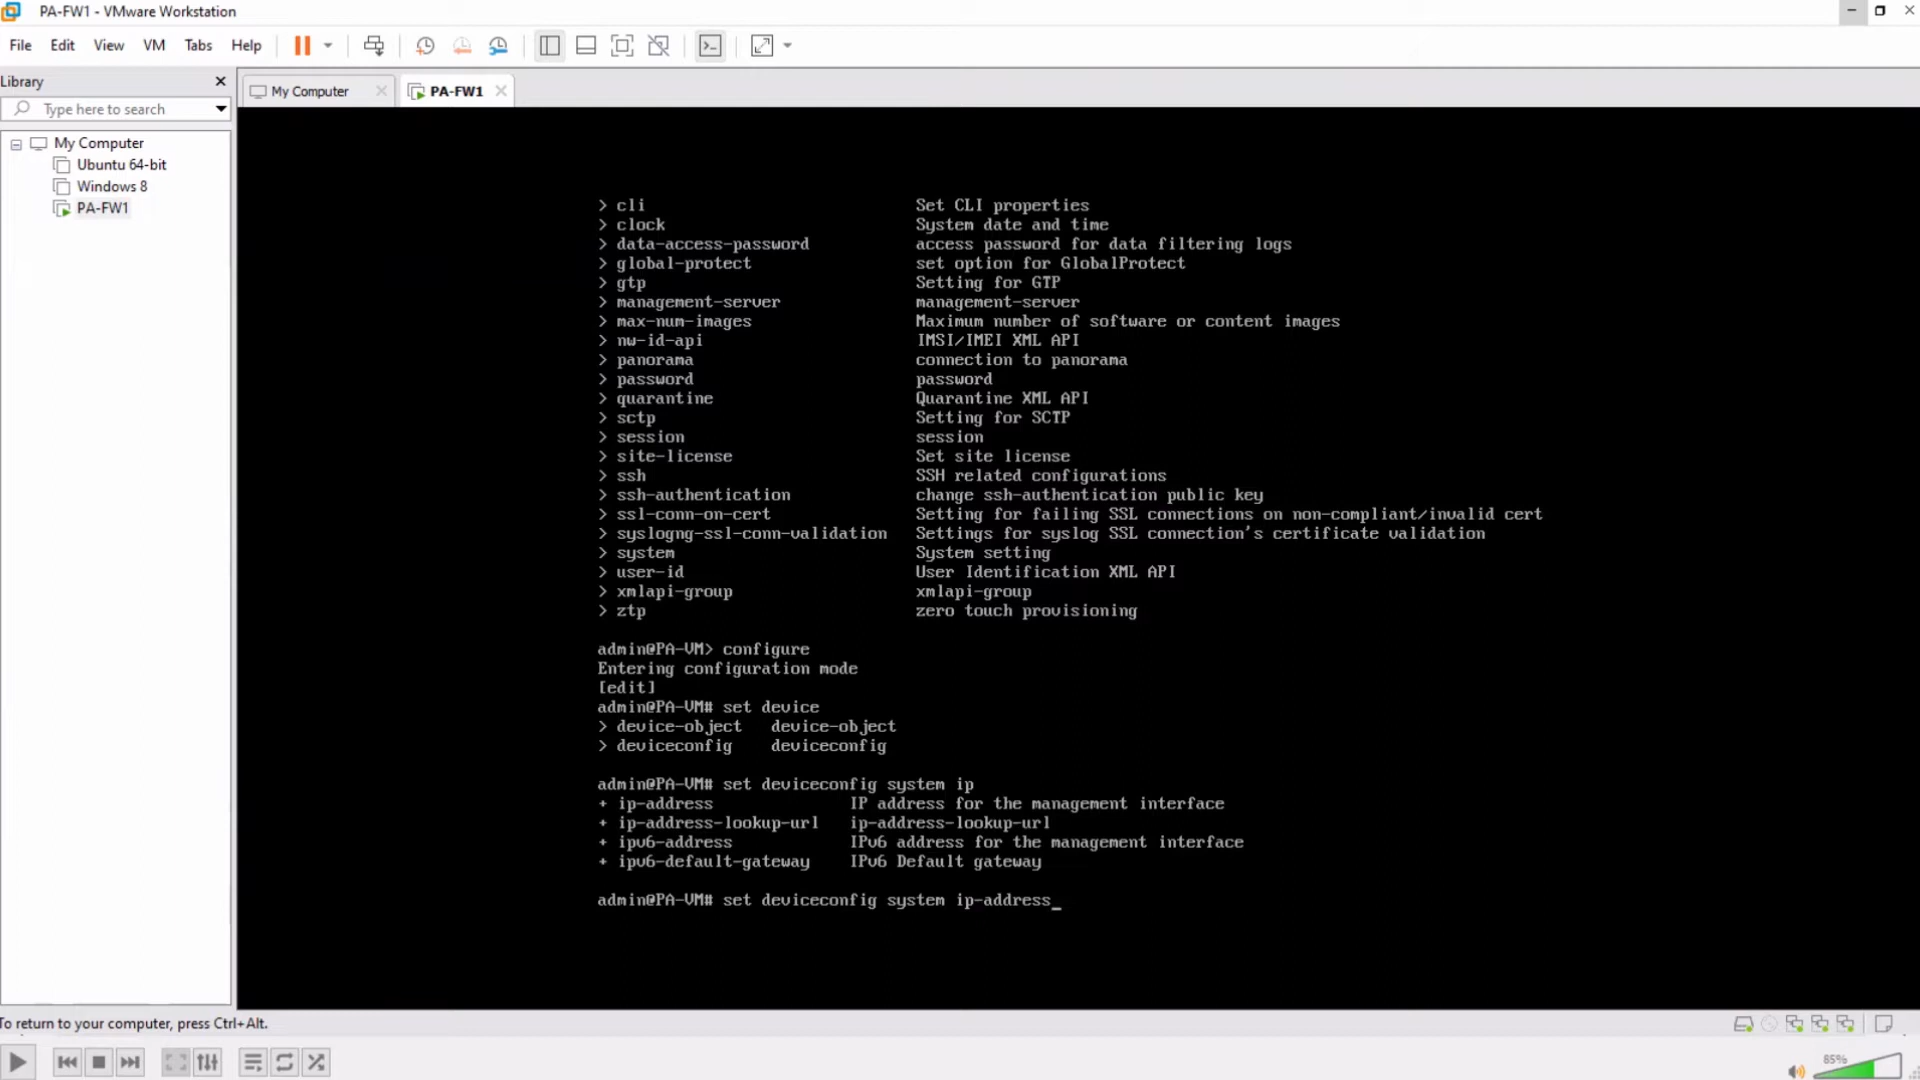 PA-FW1 - VMware Workstation
File Edit View VM Tabs Help
Library
My Computer
PA-FW1
Type here to search
My Computer
Ubuntu 64-bit
Windows 8
PA-FW1
> cli Set CLI properties
> clock System date and time
> data-access-password access password for data filtering logs
> global-protect set option for GlobalProtect
> gtp Setting for GTP
> management-server management-server
> max-num-images Maximum number of software or content images
> nw-id-api IMSI/IMEI XML API
> panorama connection to panorama
> password password
> quarantine Quarantine XML API
> sctp Setting for SCTP
> session session
> site-license Set site license
> ssh SSH related configurations
> ssh-authentication change ssh-authentication public key
> ssl-conn-on-cert Setting for failing SSL connections on non-compliant/invalid cert
> syslogng-ssl-conn-validation Settings for syslog SSL connection's certificate validation
> system System setting
> user-id User Identification XML API
> xmlapi-group xmlapi-group
> ztp zero touch provisioning
admin@PA-VM> configure
Entering configuration mode
[edit]
admin@PA-VM# set device
> device-object device-object
> deviceconfig deviceconfig
admin@PA-VM# set deviceconfig system ip
+ ip-address IP address for the management interface
+ ip-address-lookup-url ip-address-lookup-url
+ ipv6-address IPv6 address for the management interface
+ ipv6-default-gateway IPv6 Default gateway
admin@PA-VM# set deviceconfig system ip-address_
To return to your computer, press Ctrl+Alt.
85%